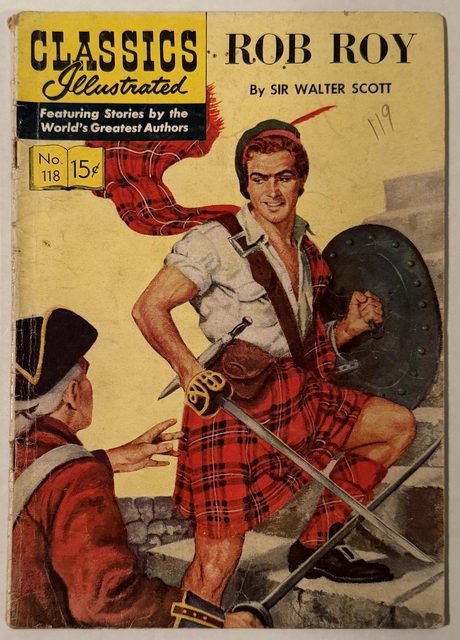 CLASSICS
Illustrated
Featuring Stories by the
World's Greatest Authors
No.
118
15¢
ROB ROY
By SIR WALTER SCOTT
119